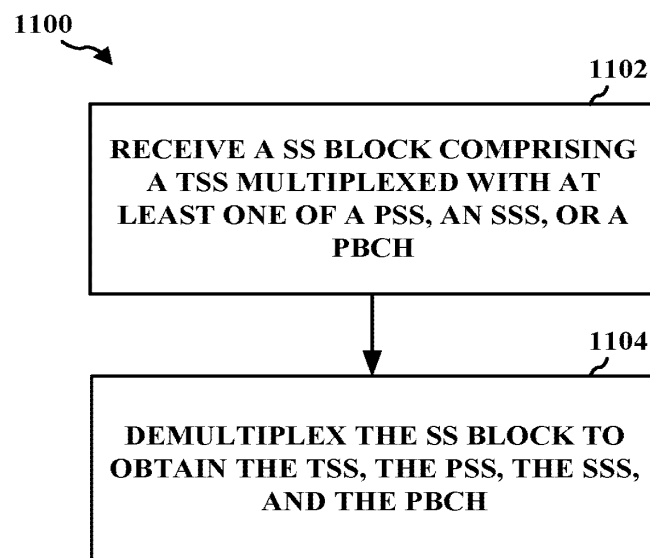 1100
1102
RECEIVE A SS BLOCK COMPRISING
A TSS MULTIPLEXED WITH AT
LEAST ONE OF A PSS, AN SSS, OR A
PBCH
1104
DEMULTIPLEX THE SS BLOCK TO
OBTAIN THE TSS, THE PSS, THE SSS,
AND THE PBCH